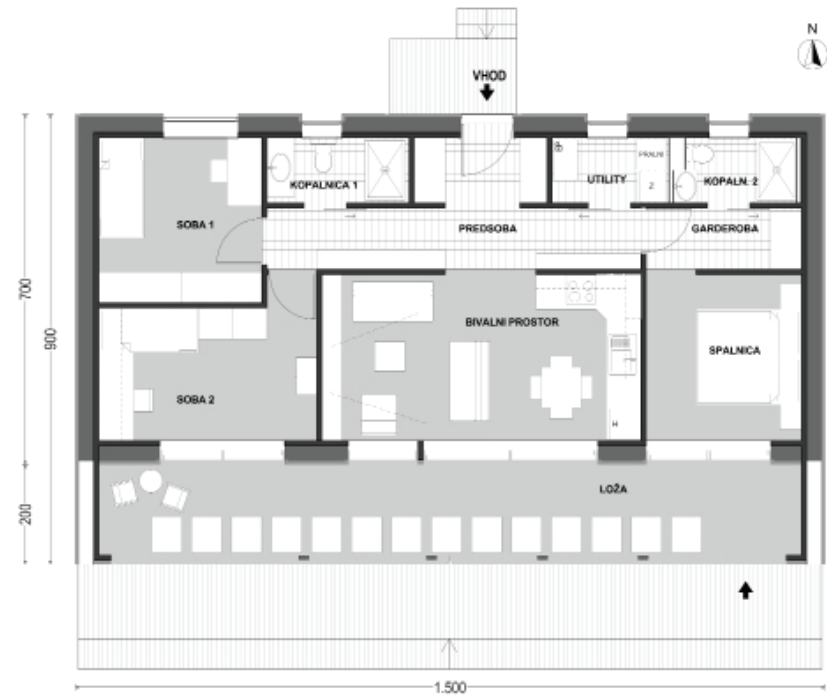 N
VHOD
KOPALNICA 1
UTILITY
PRALNI
Z
KOPALN. 2
SOBA 1
PREDSOBA
GARDEROBA
700
900
BIVALNI PROSTOR
SPALNICA
SOBA 2
H
LOŽA
200
1.500